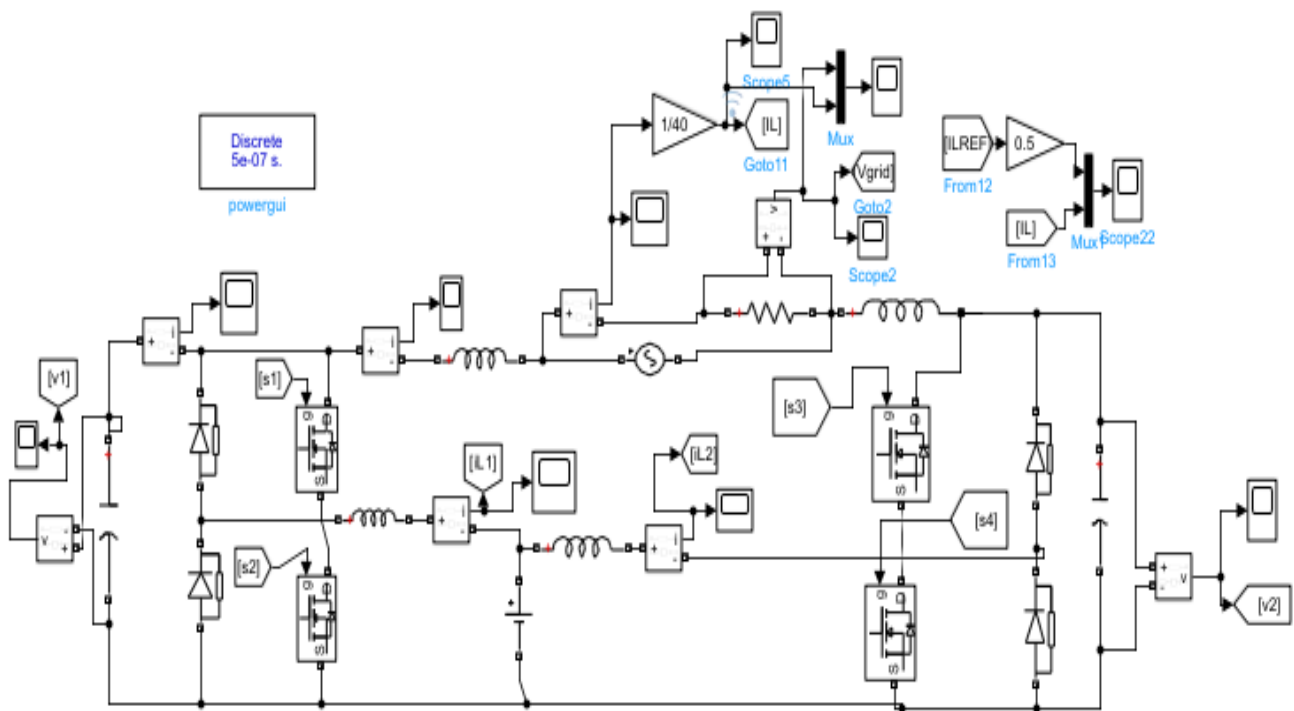 Discrete
5e-07 s.
powergui
Scope5
1/40
[IL]
Goto11
Mux
[ILREF]
From12
0.5
[IL]
From13
Mux1
Scope22
Vgrid]
Goto2
Scope2
v
+ -
i
+
-
i
+
-
i
+
-
[v1]
[s1]
g
D
S
[s3]
g
D
S
[iL1]
[iL2]
v
-
+
i
+
-
i
+
-
[s2]
g
D
S
+
[s4]
g
D
S
+
-
v
[v2]